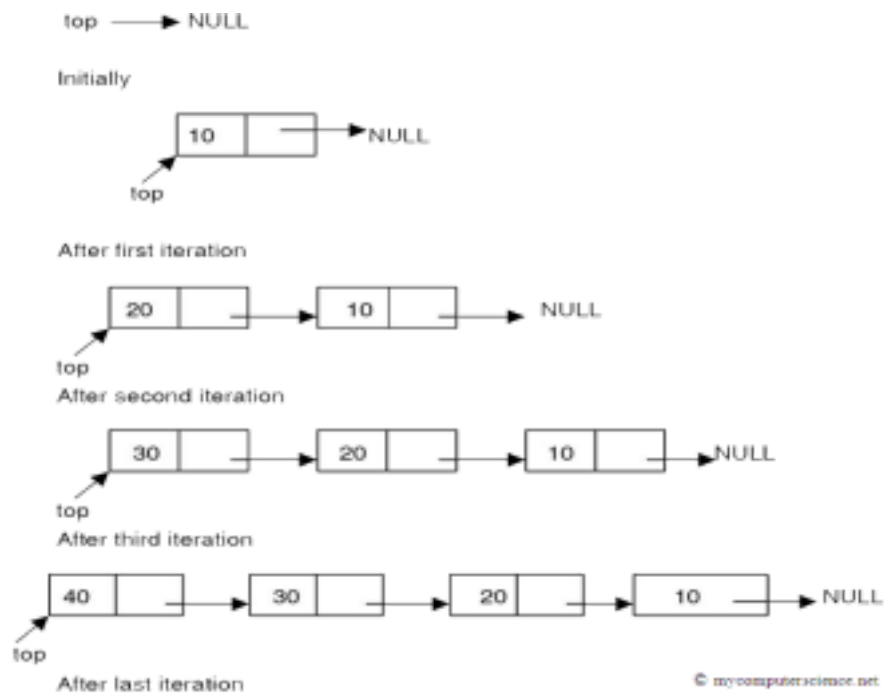 top NULL
Initially
10 NULL
top
After first iteration
20 10 NULL
top
After second iteration
30 20 10 NULL
top
After third iteration
40 30 20 10 NULL
top
After last iteration
© mycomputerscience.net